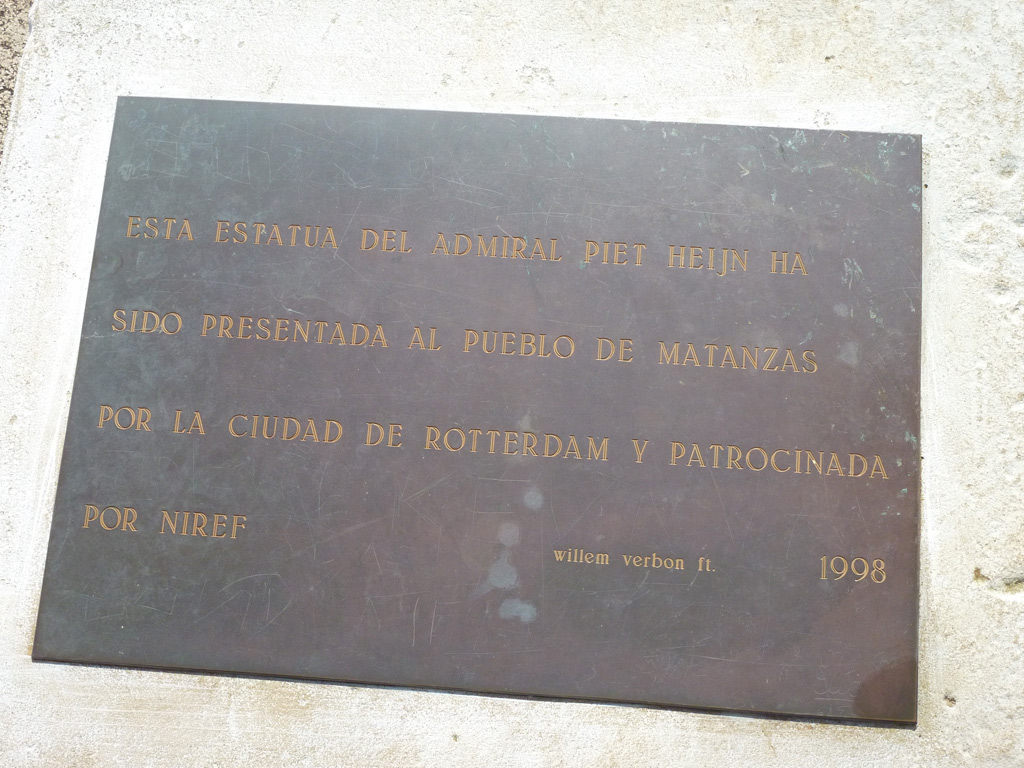 ESTA ESTATUA DEL ADMIRAL PIET HEIJN HA
SIDO PRESENTADA AL PUEBLO DE MATANZAS
POR LA CIUDAD DE ROTTERDAM Y PATROCINADA
POR NIREF
willem verbon ft. 1998